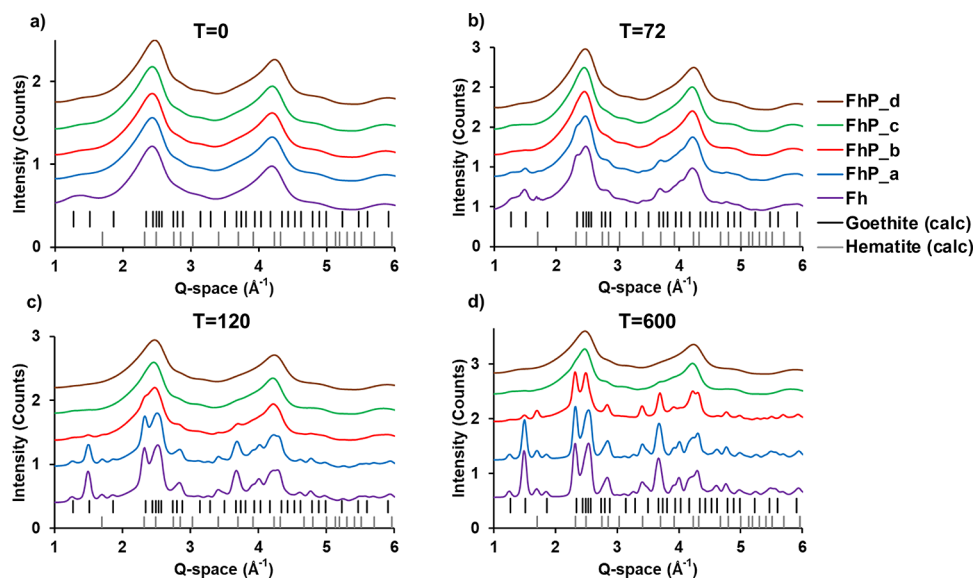 a)
T=0
Intensity (Counts)
2
1
0
1 2 3 4 5 6
Q-space (Å⁻¹)
b)
T=72
Intensity (Counts)
3
2
2
1
1
0
1 2 3 4 5 6
Q-space (Å⁻¹)
FhP_d
FhP_c
FhP_b
FhP_a
Fh
Goethite (calc)
Hematite (calc)
c)
T=120
Intensity (Counts)
3
2
1
0
1 2 3 4 5 6
Q-space (Å⁻¹)
d)
T=600
Intensity (Counts)
3
2
1
0
1 2 3 4 5 6
Q-space (Å⁻¹)